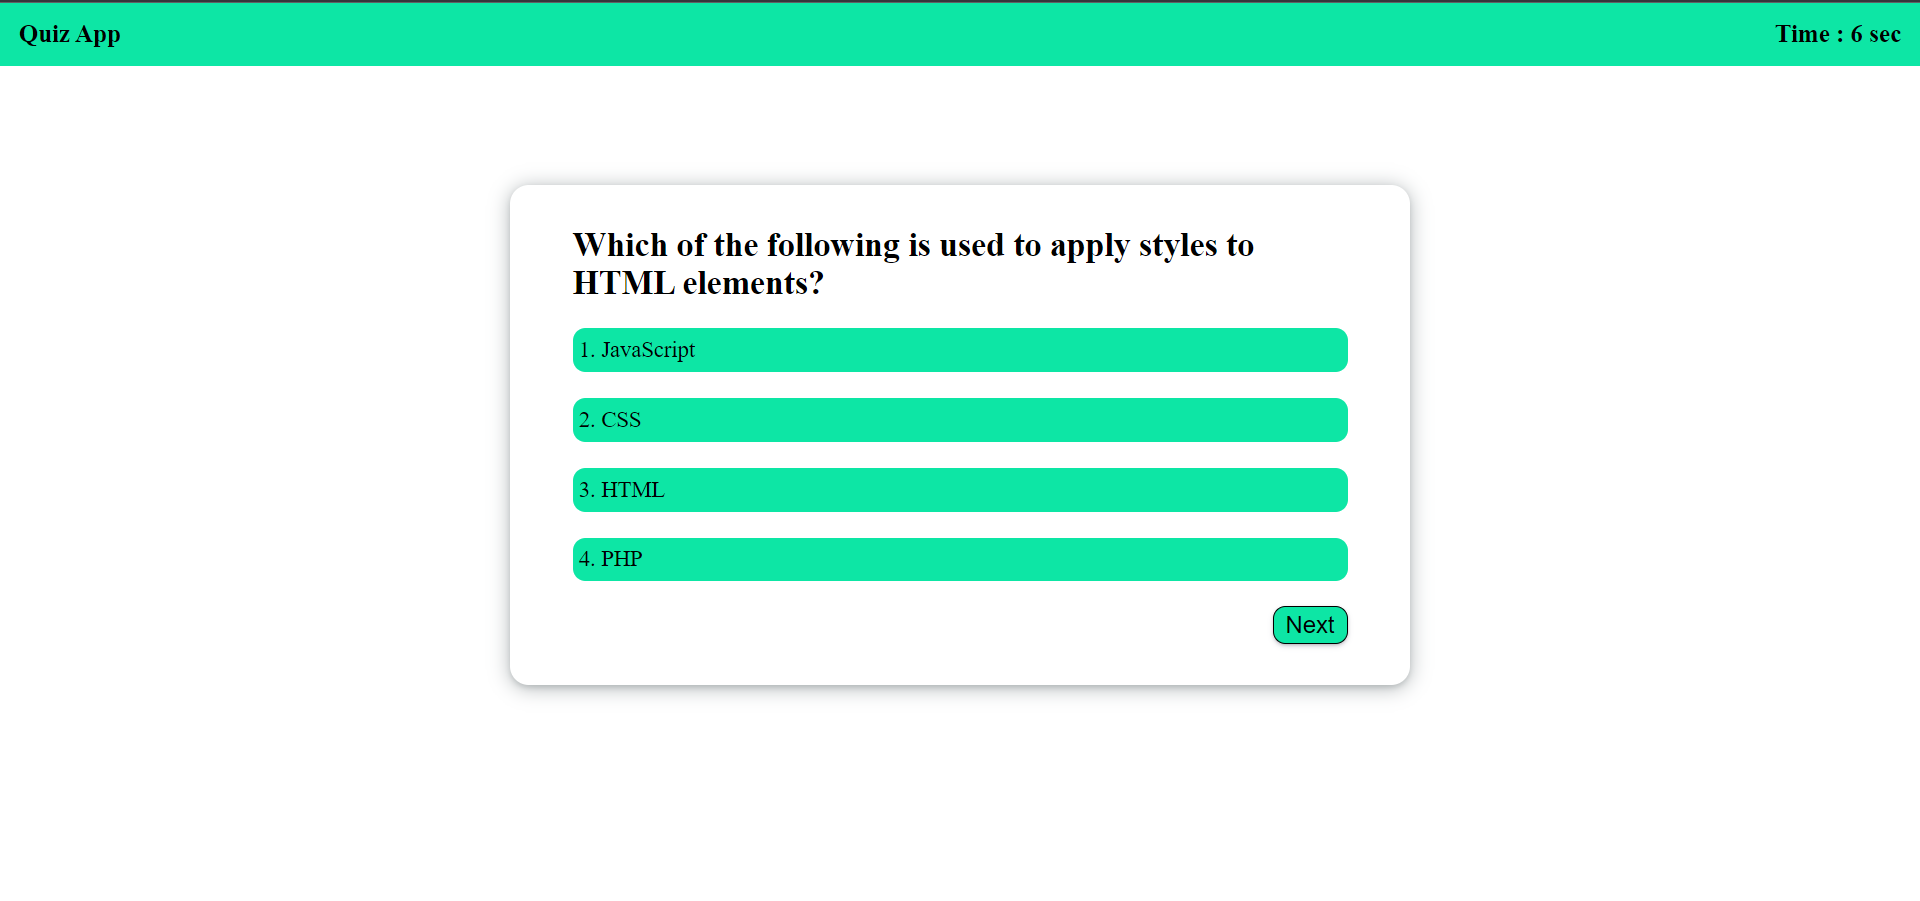 Quiz App
Time : 6 sec
Which of the following is used to apply styles to
HTML elements?
1. JavaScript
2. CSS
3. HTML
4. PHP
Next